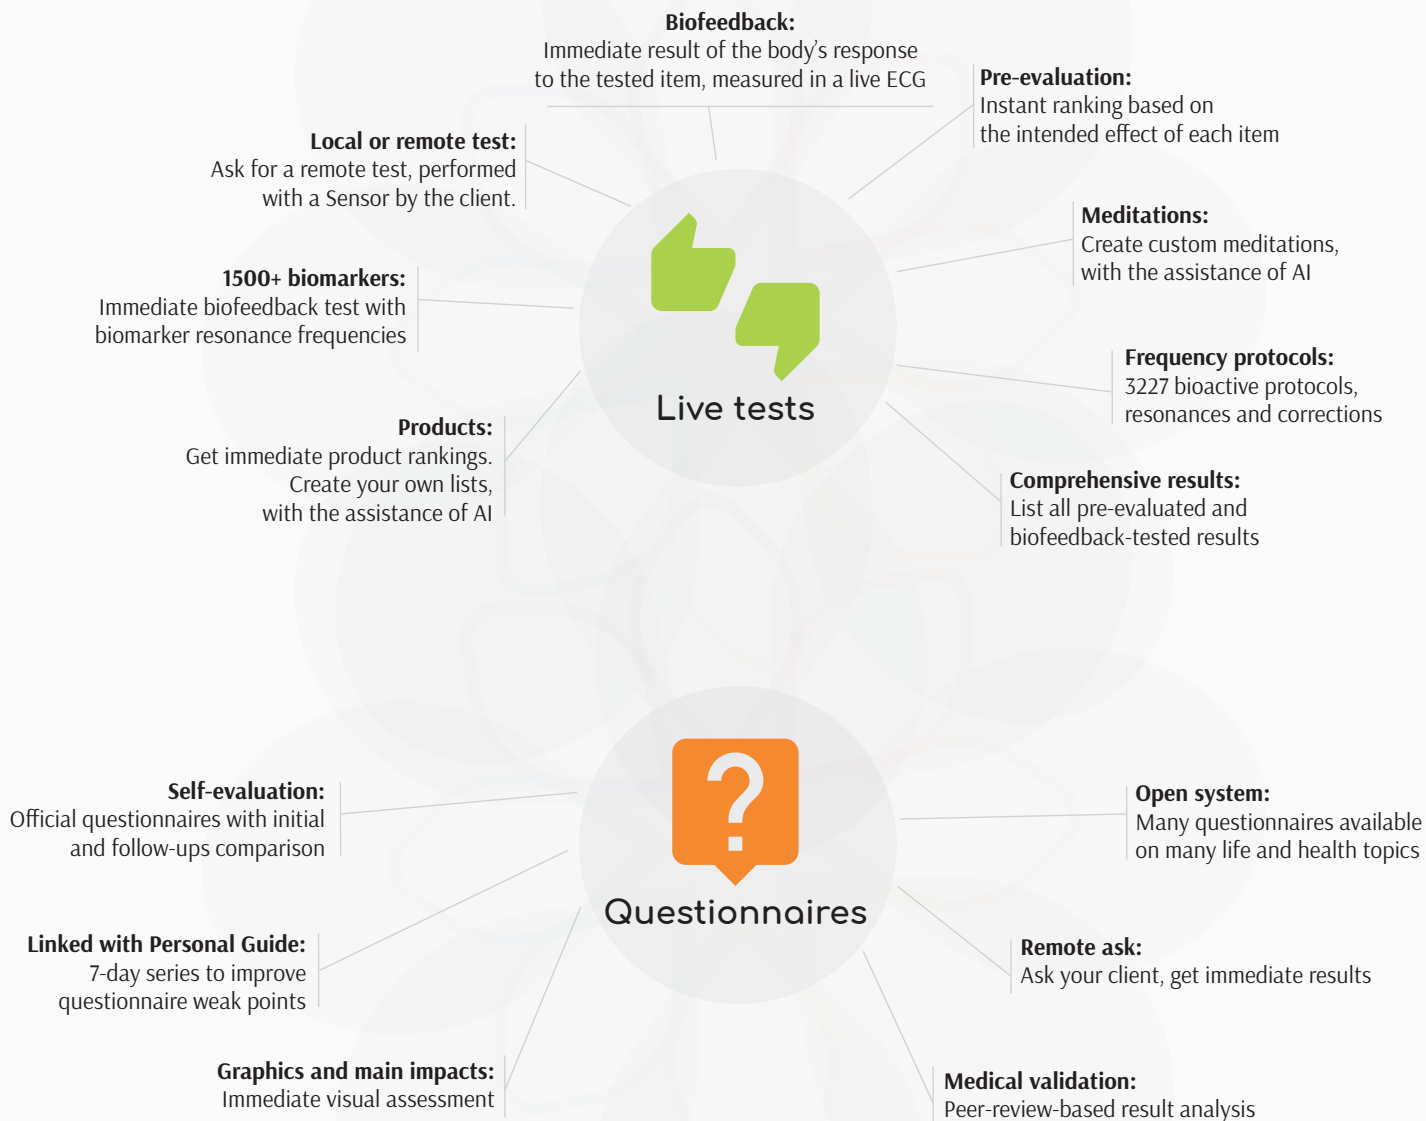 Biofeedback:
Immediate result of the body’s response
to the tested item, measured in a live ECG
Pre-evaluation:
Instant ranking based on
the intended effect of each item
Local or remote test:
Ask for a remote test, performed
with a Sensor by the client.
Meditations:
Create custom meditations,
with the assistance of AI
1500+ biomarkers:
Immediate biofeedback test with
biomarker resonance frequencies
Frequency protocols:
3227 bioactive protocols,
resonances and corrections
Live tests
Products:
Get immediate product rankings.
Create your own lists,
with the assistance of AI
Comprehensive results:
List all pre-evaluated and
biofeedback-tested results
Self-evaluation:
Official questionnaires with initial
and follow-ups comparison
Open system:
Many questionnaires available
on many life and health topics
?
Questionnaires
Linked with Personal Guide:
7-day series to improve
questionnaire weak points
Remote ask:
Ask your client, get immediate results
Graphics and main impacts:
Immediate visual assessment
Medical validation:
Peer-review-based result analysis